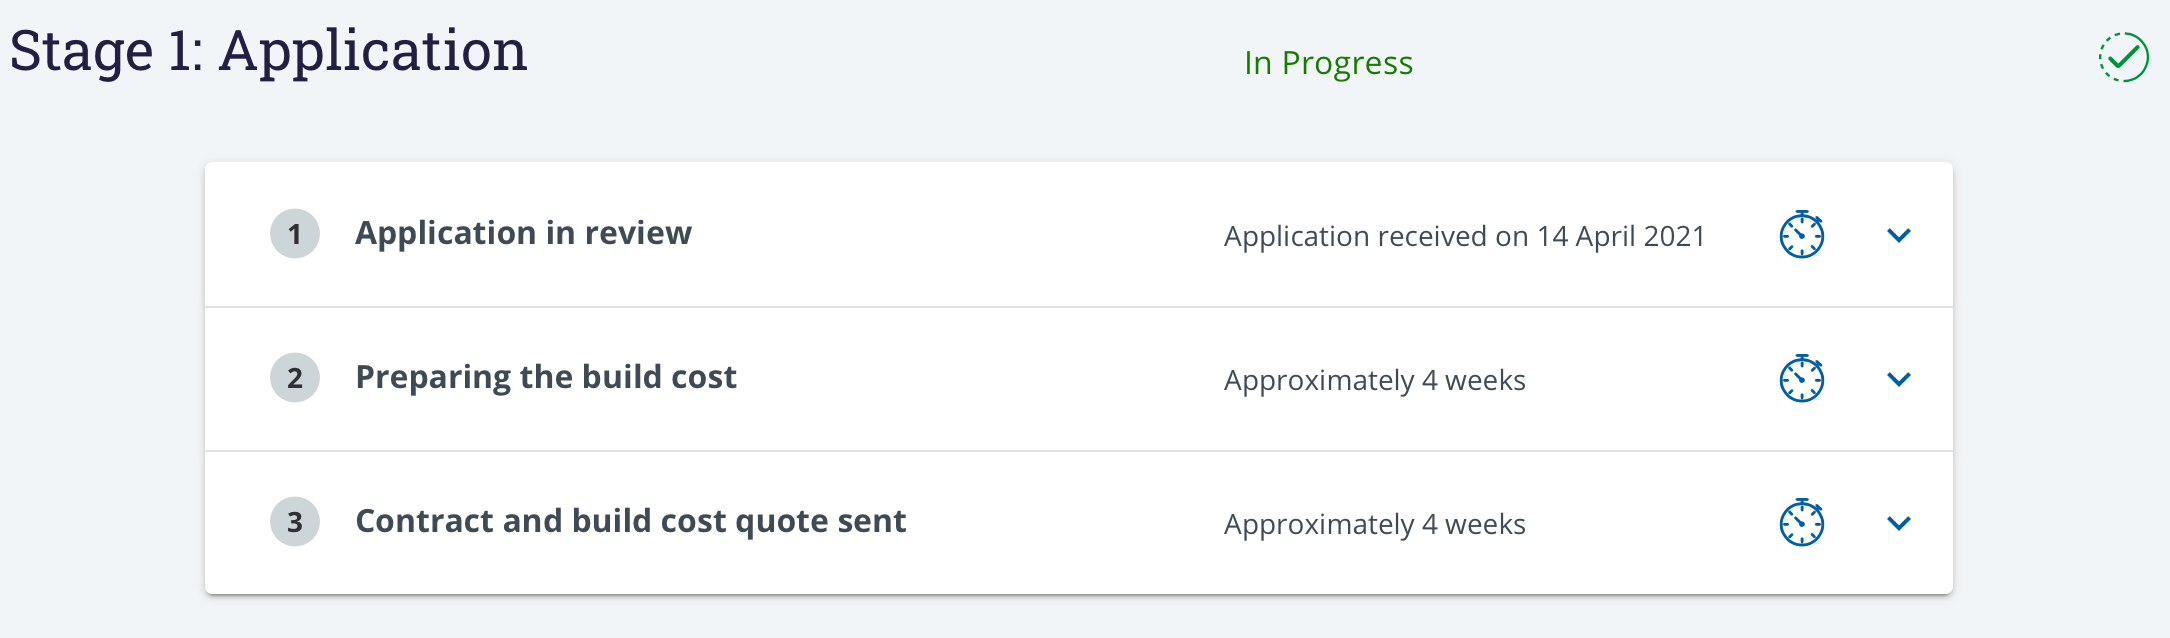 Stage 1: Application
In Progress
1 Application in review Application received on 14 April 2021
2 Preparing the build cost Approximately 4 weeks
3 Contract and build cost quote sent Approximately 4 weeks